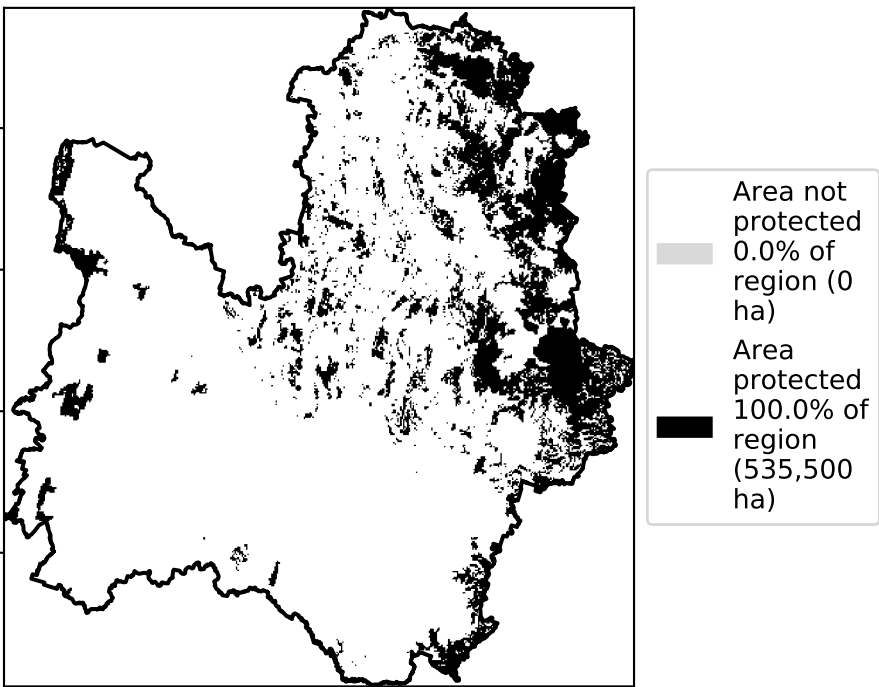 Area not
protected
0.0% of
region (0
ha)
Area
protected
100.0% of
region
(535,500
ha)